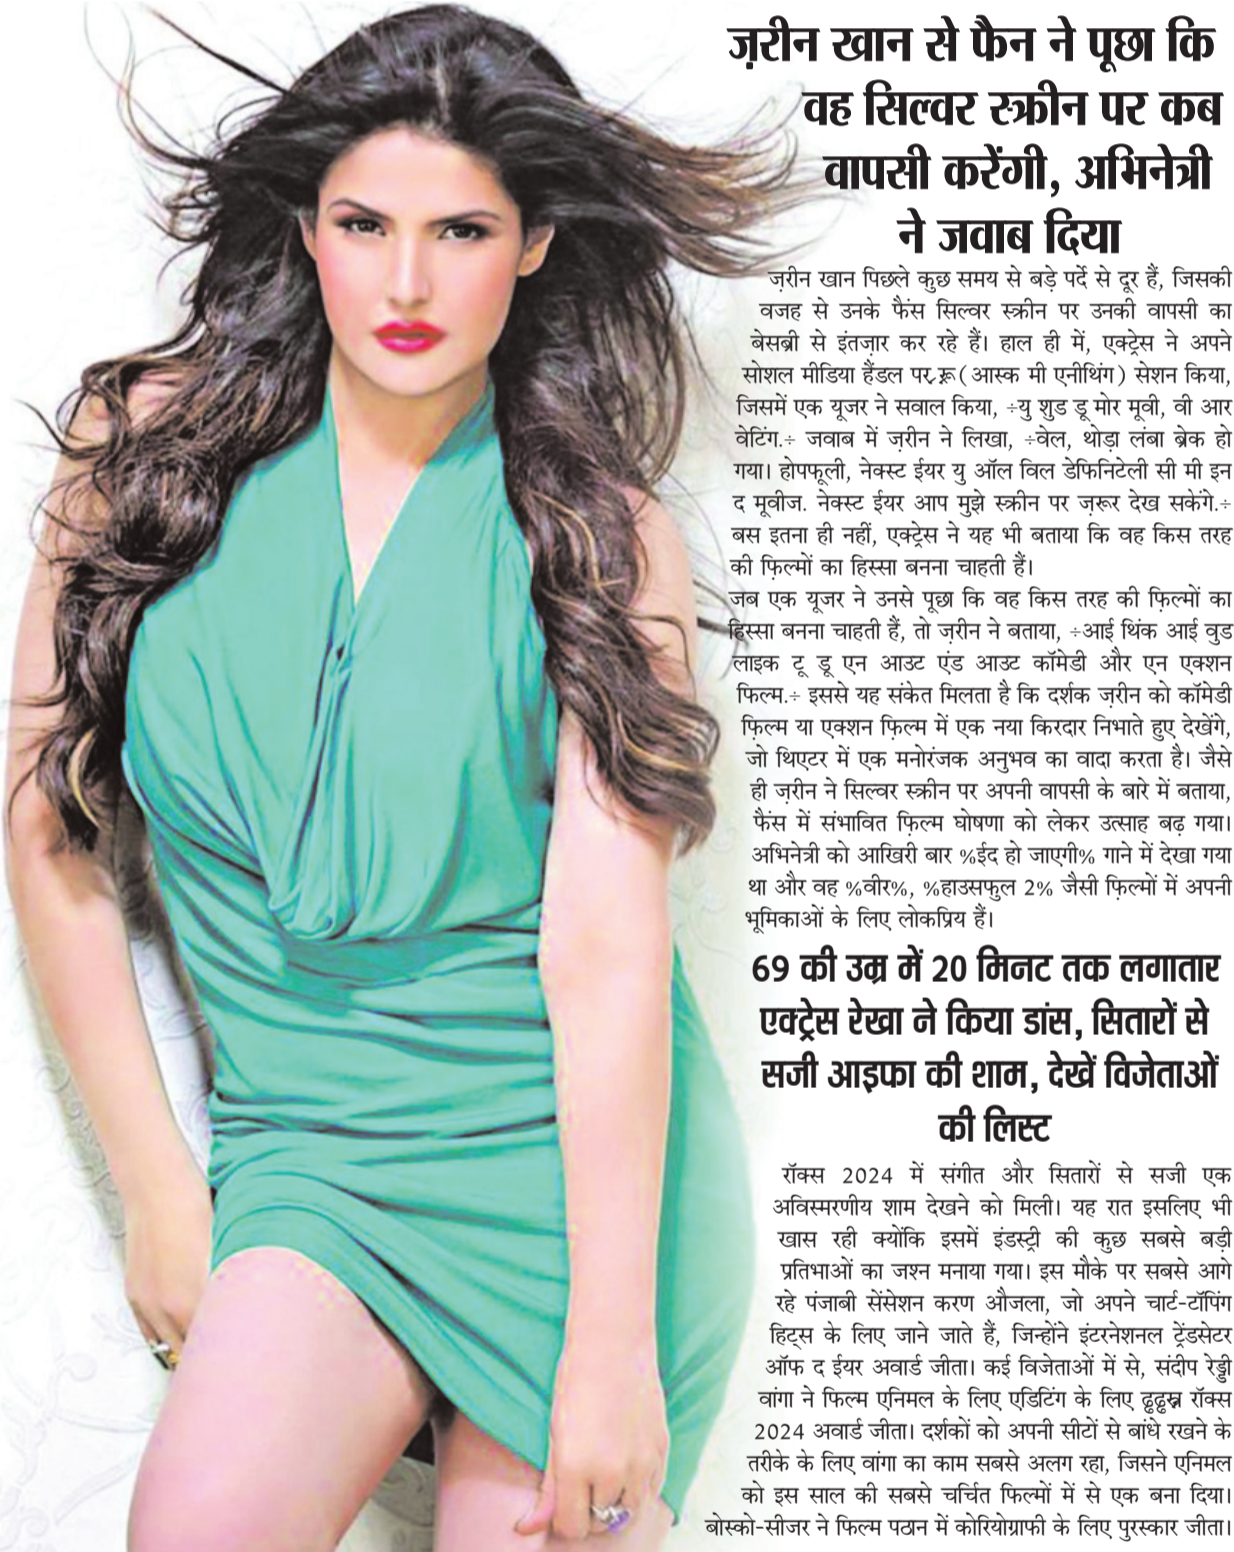 ज़रीन खान से फैन ने पूछा कि
वह सिल्वर स्क्रीन पर कब
वापसी करेंगी, अभिनेत्री
ने जवाब दिया
ज़रीन खान पिछले कुछ समय से बड़े पर्दे से दूर हैं, जिसकी
वजह से उनके फैंस सिल्वर स्क्रीन पर उनकी वापसी का
बेसब्री से इंतज़ार कर रहे हैं। हाल ही में, एक्ट्रेस ने अपने
सोशल मीडिया हैंडल पर (आस्क मी एनीथिंग) सेशन किया,
जिसमें एक यूजर ने सवाल किया, ÷यु शुड डू मोर मूवी, वी आर
वेटिंग.÷ जवाब में ज़रीन ने लिखा, ÷वेल, थोड़ा लंबा ब्रेक हो
गया। होपफूली, नेक्स्ट ईयर यु ऑल विल डेफिनिटेली सी मी इन
द मूवीज. नेक्स्ट ईयर आप मुझे स्क्रीन पर ज़रूर देख सकेंगे.÷
बस इतना ही नहीं, एक्ट्रेस ने यह भी बताया कि वह किस तरह
की फ़िल्मों का हिस्सा बनना चाहती हैं।
जब एक यूजर ने उनसे पूछा कि वह किस तरह की फ़िल्मों का
हिस्सा बनना चाहती हैं, तो ज़रीन ने बताया, ÷आई थिंक आई वुड
लाइक टू डू एन आउट एंड आउट कॉमेडी और एन एक्शन
फिल्म.÷ इससे यह संकेत मिलता है कि दर्शक ज़रीन को कॉमेडी
फ़िल्म या एक्शन फ़िल्म में एक नया किरदार निभाते हुए देखेंगे,
जो थिएटर में एक मनोरंजक अनुभव का वादा करता है। जैसे
ही ज़रीन ने सिल्वर स्क्रीन पर अपनी वापसी के बारे में बताया,
फैंस में संभावित फ़िल्म घोषणा को लेकर उत्साह बढ़ गया।
अभिनेत्री को आखिरी बार %ईद हो जाएगी% गाने में देखा गया
था और वह %वीर%, %हाउसफुल 2% जैसी फ़िल्मों में अपनी
भूमिकाओं के लिए लोकप्रिय हैं।
69 की उम्र में 20 मिनट तक लगातार
एक्ट्रेस रेखा ने किया डांस, सितारों से
सजी आइफा की शाम, देखें विजेताओं
की लिस्ट
रॉक्स 2024 में संगीत और सितारों से सजी एक
अविस्मरणीय शाम देखने को मिली। यह रात इसलिए भी
खास रही क्योंकि इसमें इंडस्ट्री की कुछ सबसे बड़ी
प्रतिभाओं का जश्न मनाया गया। इस मौके पर सबसे आगे
रहे पंजाबी सेंसेशन करण औजला, जो अपने चार्ट-टॉपिंग
हिट्स के लिए जाने जाते हैं, जिन्होंने इंटरनेशनल ट्रेंडसेटर
ऑफ द ईयर अवार्ड जीता। कई विजेताओं में से, संदीप रेड्डी
वांगा ने फिल्म एनिमल के लिए एडिटिंग के लिए रॉक्स
2024 अवार्ड जीता। दर्शकों को अपनी सीटों से बांधे रखने के
तरीके के लिए वांगा का काम सबसे अलग रहा, जिसने एनिमल
को इस साल की सबसे चर्चित फिल्मों में से एक बना दिया।
बोस्को-सीजर ने फिल्म पठान में कोरियोग्राफी के लिए पुरस्कार जीता।